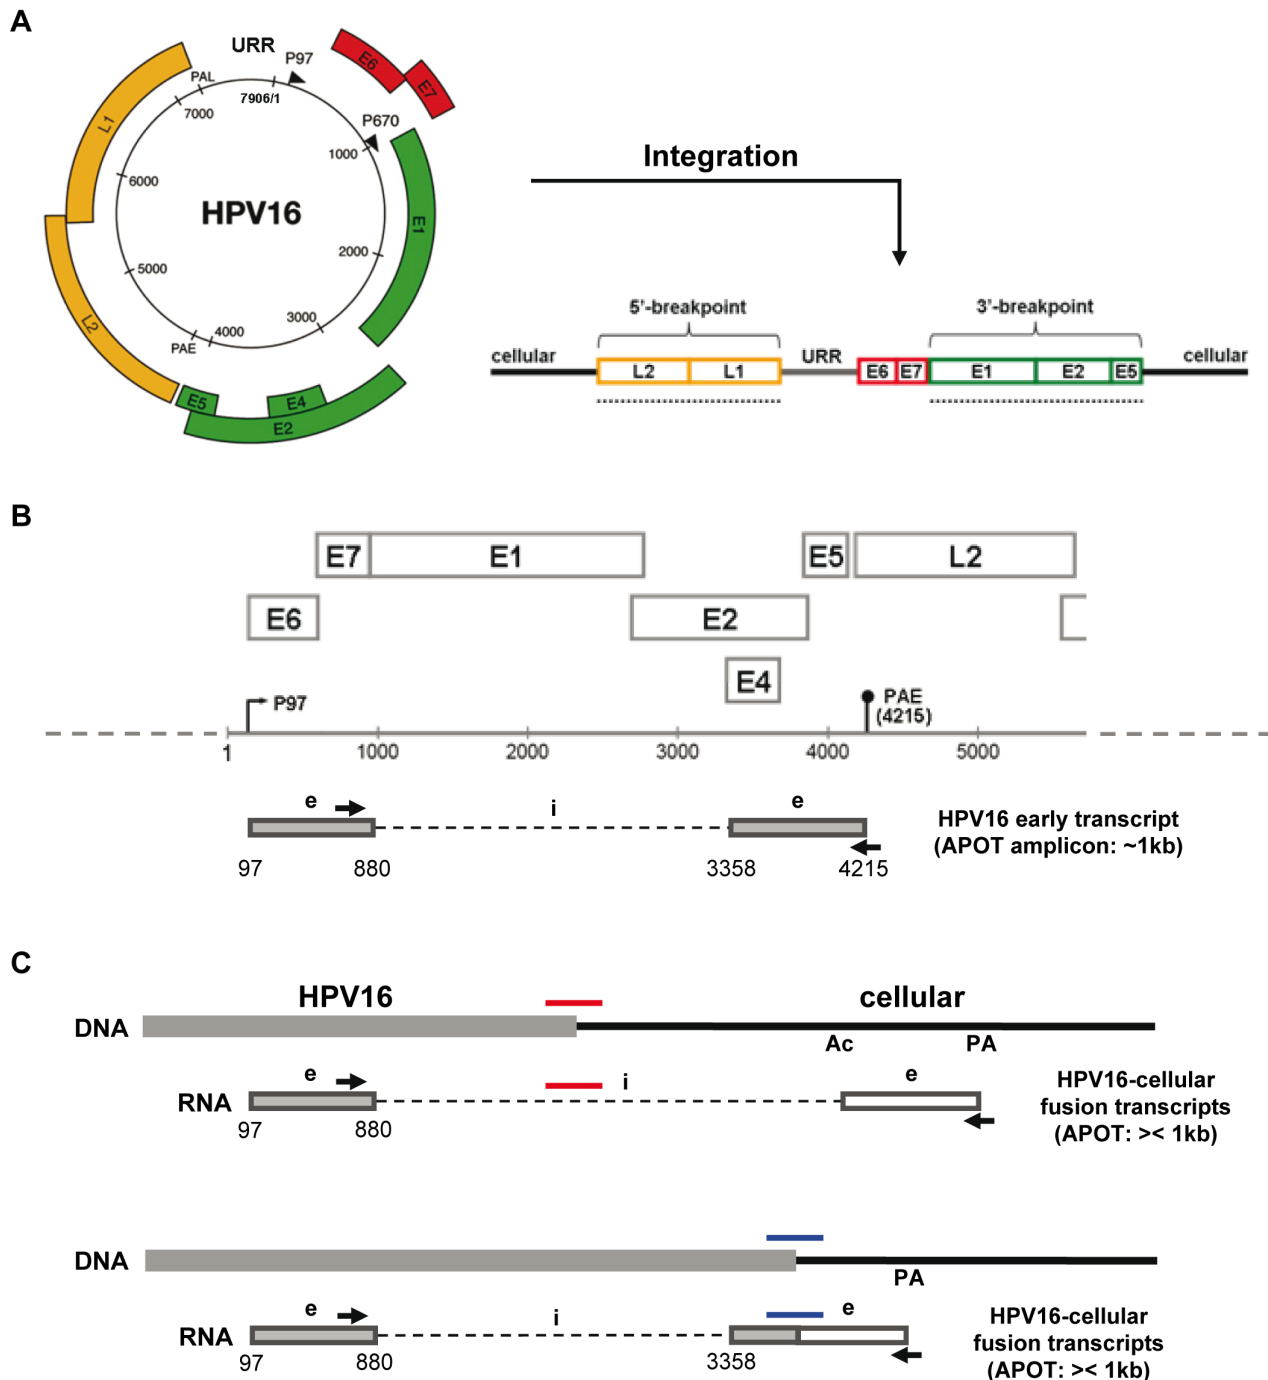 A
URR
P97
E6
E7
PAL
7906/1
7000
P670
1000
L1
6000
HPV16
E1
2000
5000
3000
4000
PAE
L2
E5
E4
E2
Integration
5'-breakpoint
3'-breakpoint
cellular
L2
L1
URR
E6
E7
E1
E2
E5
cellular
B
E7
E1
E5
L2
E6
E2
E4
P97
PAE
(4215)
1
1000
2000
3000
4000
5000
e
i
e
97
880
3358
4215
HPV16 early transcript
(APOT amplicon: ~1kb)
C
HPV16
cellular
DNA
Ac
PA
RNA
e
i
e
97
880
HPV16-cellular
fusion transcripts
(APOT: >< 1kb)
DNA
PA
RNA
e
i
e
97
880
3358
HPV16-cellular
fusion transcripts
(APOT: >< 1kb)